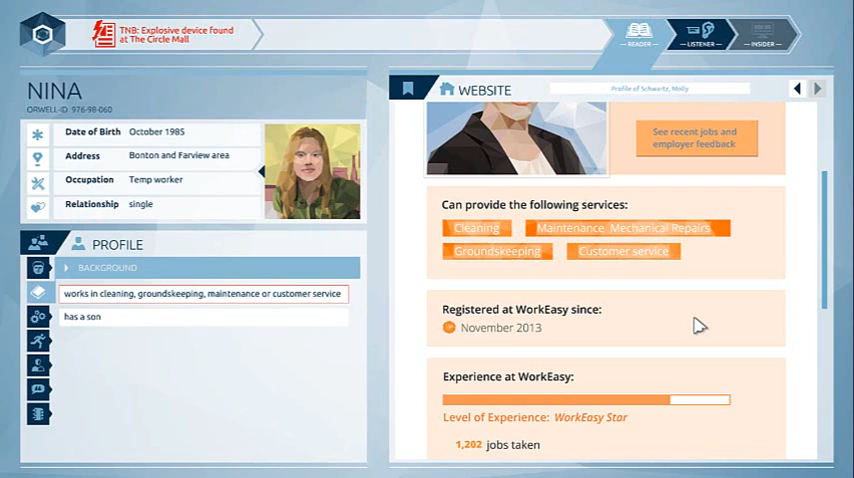 TNB: Explosive device found
at The Circle Mall
READER
LISTENER
INSIDER
NINA
ORWELL-ID 976-98-060
Date of Birth October 1985
Address Bonton and Farview area
Occupation Temp worker
Relationship single
PROFILE
BACKGROUND
works in cleaning, groundskeeping, maintenance or customer service
has a son
WEBSITE
Profile of Schwartz, Molly
See recent jobs and
employer feedback
Can provide the following services:
Cleaning Maintenance Mechanical Repairs
Groundskeeping Customer service
Registered at WorkEasy since:
November 2013
Experience at WorkEasy:
Level of Experience: WorkEasy Star
1,202 jobs taken